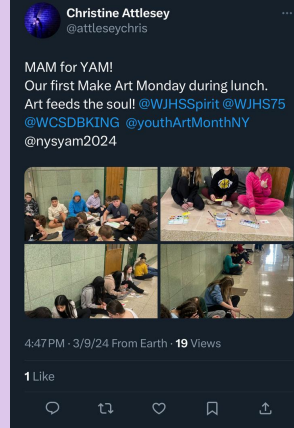 Christine Attlesey
@attleseychris
MAM for YAM!
Our first Make Art Monday during lunch.
Art feeds the soul! @WJHSSpirit @WJHS75
@WCSDBKING @youthArtMonthNY
@nysyam2024
4:47 PM · 3/9/24 From Earth · 19 Views
1 Like